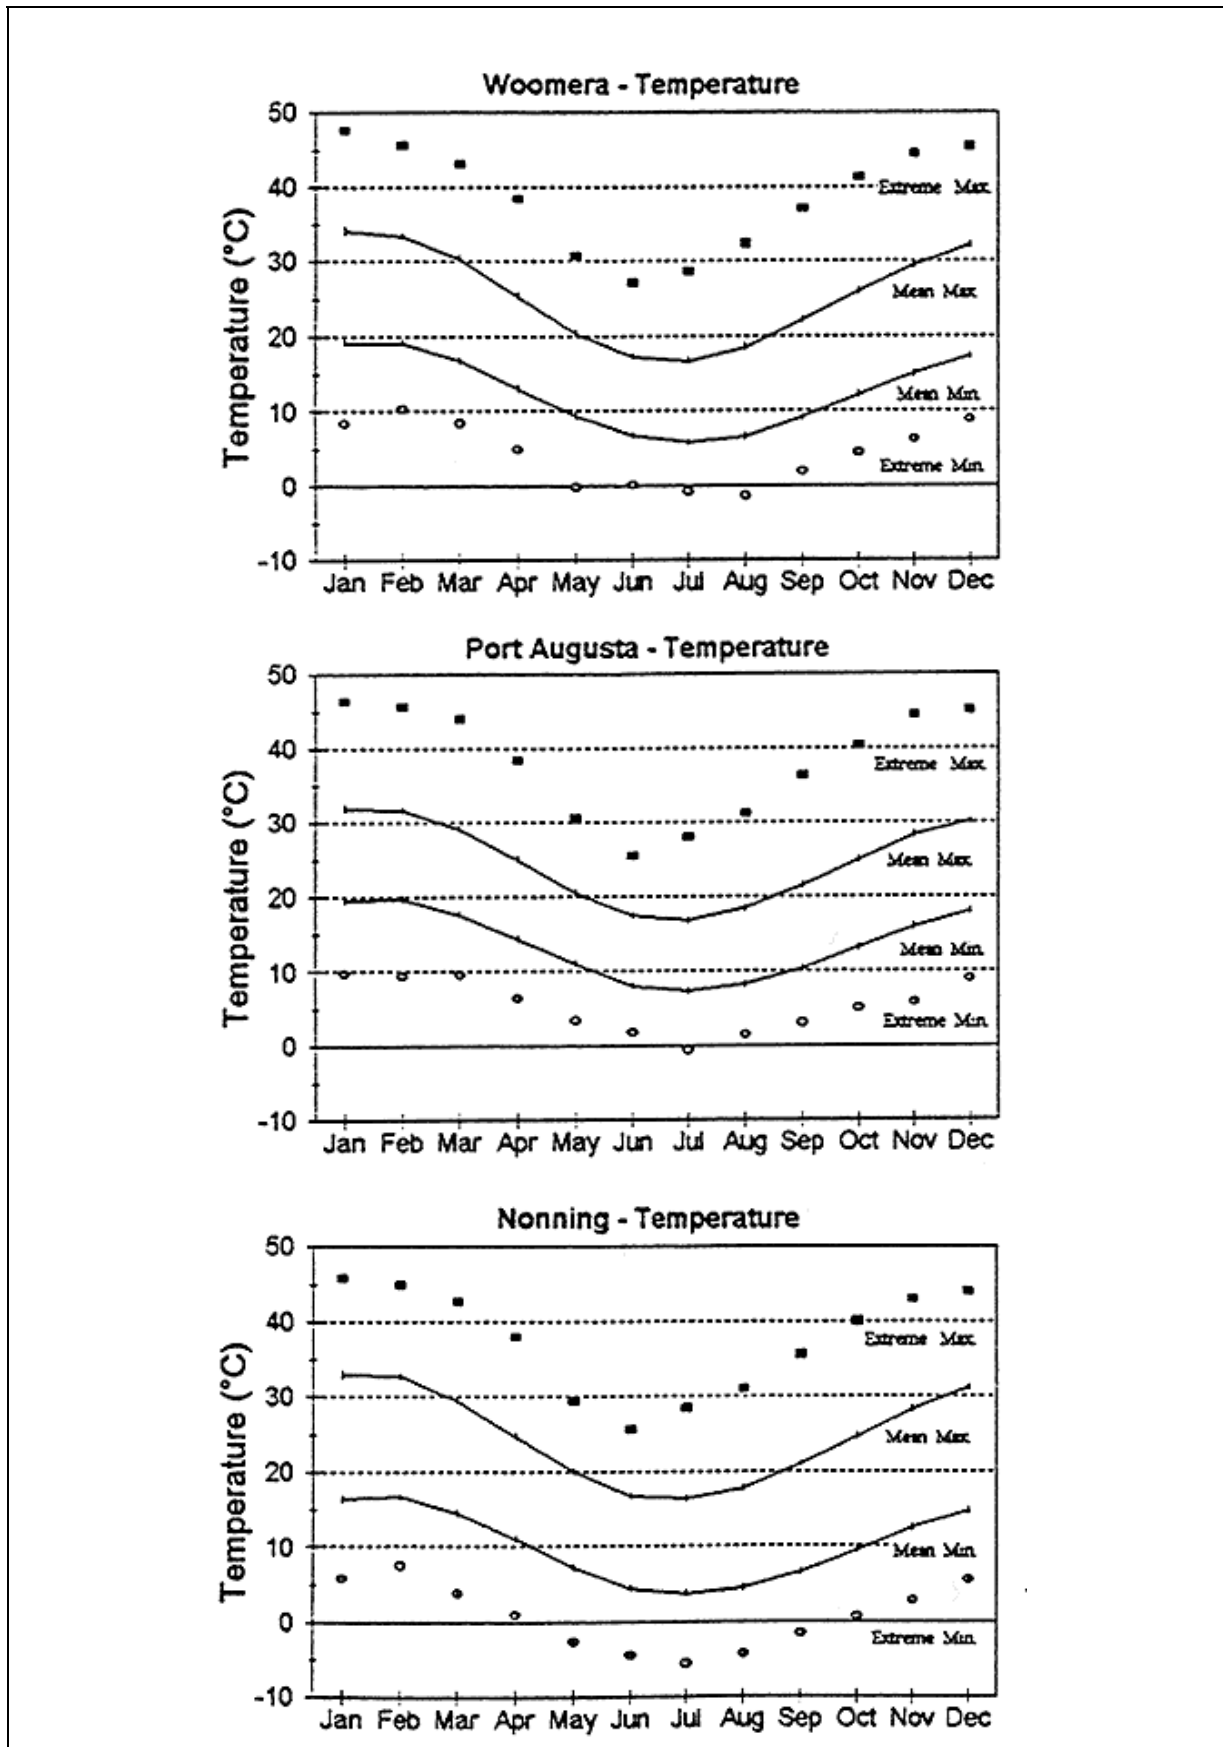 Woomera - Temperature
50
40
30
20
10
0
-10
Temperature (°C)
Extreme Max.
Mean Max.
Mean Min.
Extreme Min.
Jan Feb Mar Apr May Jun Jul Aug Sep Oct Nov Dec
Port Augusta - Temperature
50
40
30
20
10
0
-10
Temperature (°C)
Extreme Max.
Mean Max.
Mean Min.
Extreme Min.
Jan Feb Mar Apr May Jun Jul Aug Sep Oct Nov Dec
Nonning - Temperature
50
40
30
20
10
0
-10
Temperature (°C)
Extreme Max.
Mean Max.
Mean Min.
Extreme Min.
Jan Feb Mar Apr May Jun Jul Aug Sep Oct Nov Dec